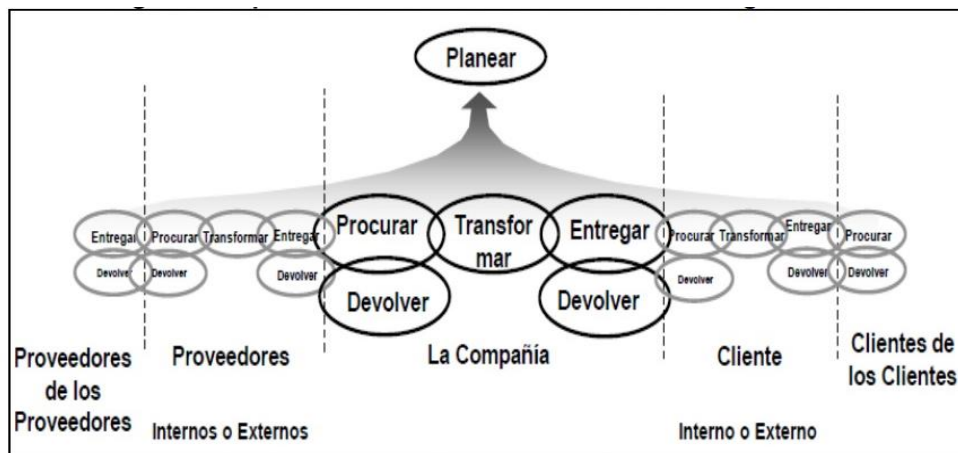 Planear
Entregar
Procurar
Transformar
Entregar
Procurar
Transfor
mar
Entregar
Procurar
Transformar
Entregar
Procurar
Devolver
Devolver
Devolver
Devolver
Devolver
Devolver
Devolver
Devolver
Proveedores
de los
Proveedores
Proveedores
La Compañía
Cliente
Clientes de
los Clientes
Internos o Externos
Interno o Externo